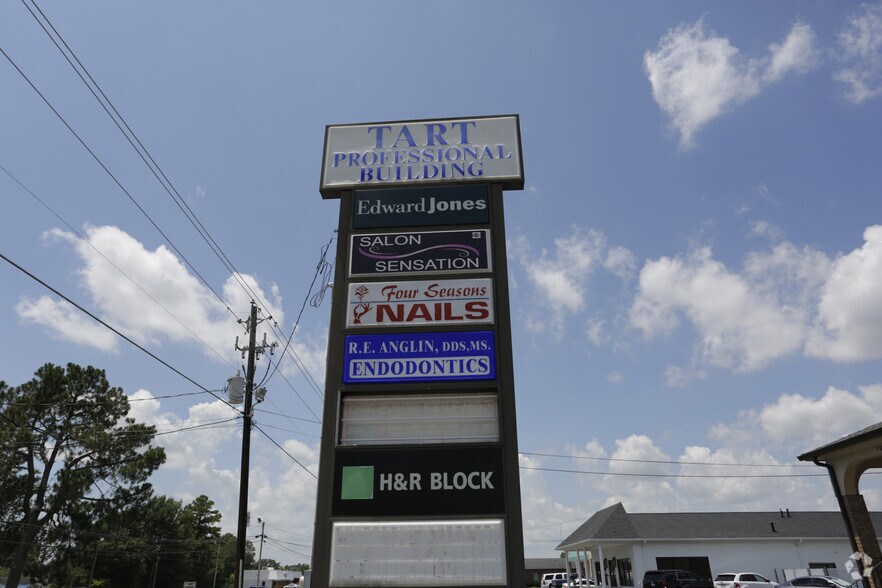 TART
PROFESSIONAL
BUILDING
Edward Jones
SALON S
SENSATION
Four Seasons
NAILS
R.E. ANGLIN, DDS, MS.
ENDODONTICS
H&R BLOCK